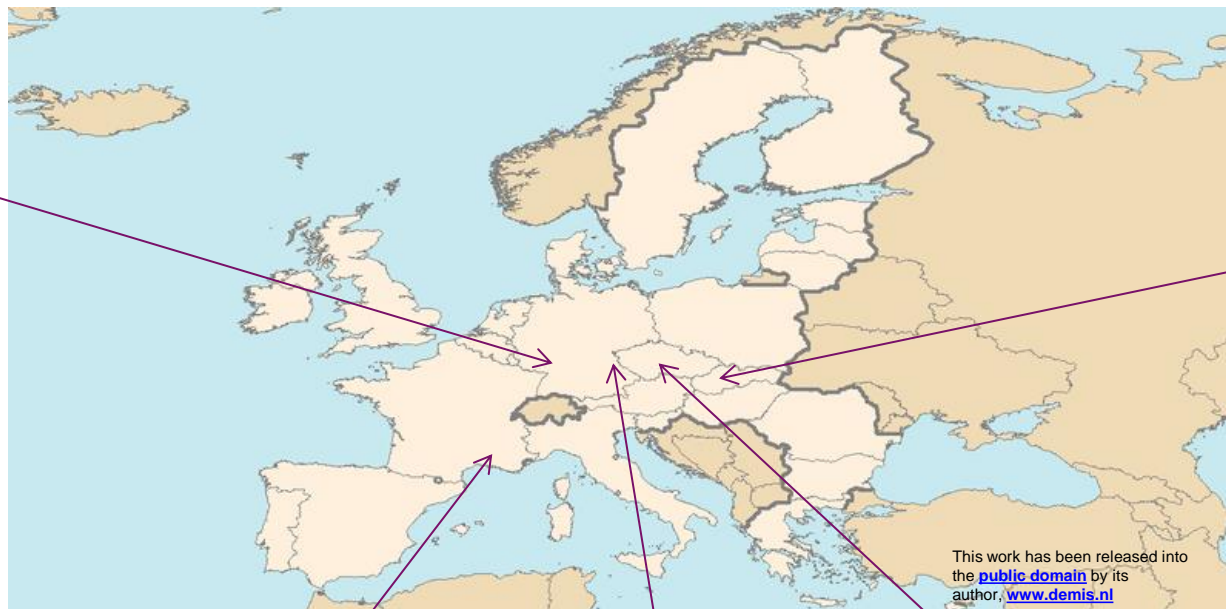 This work has been released into
the public domain by its
author, www.demis.nl